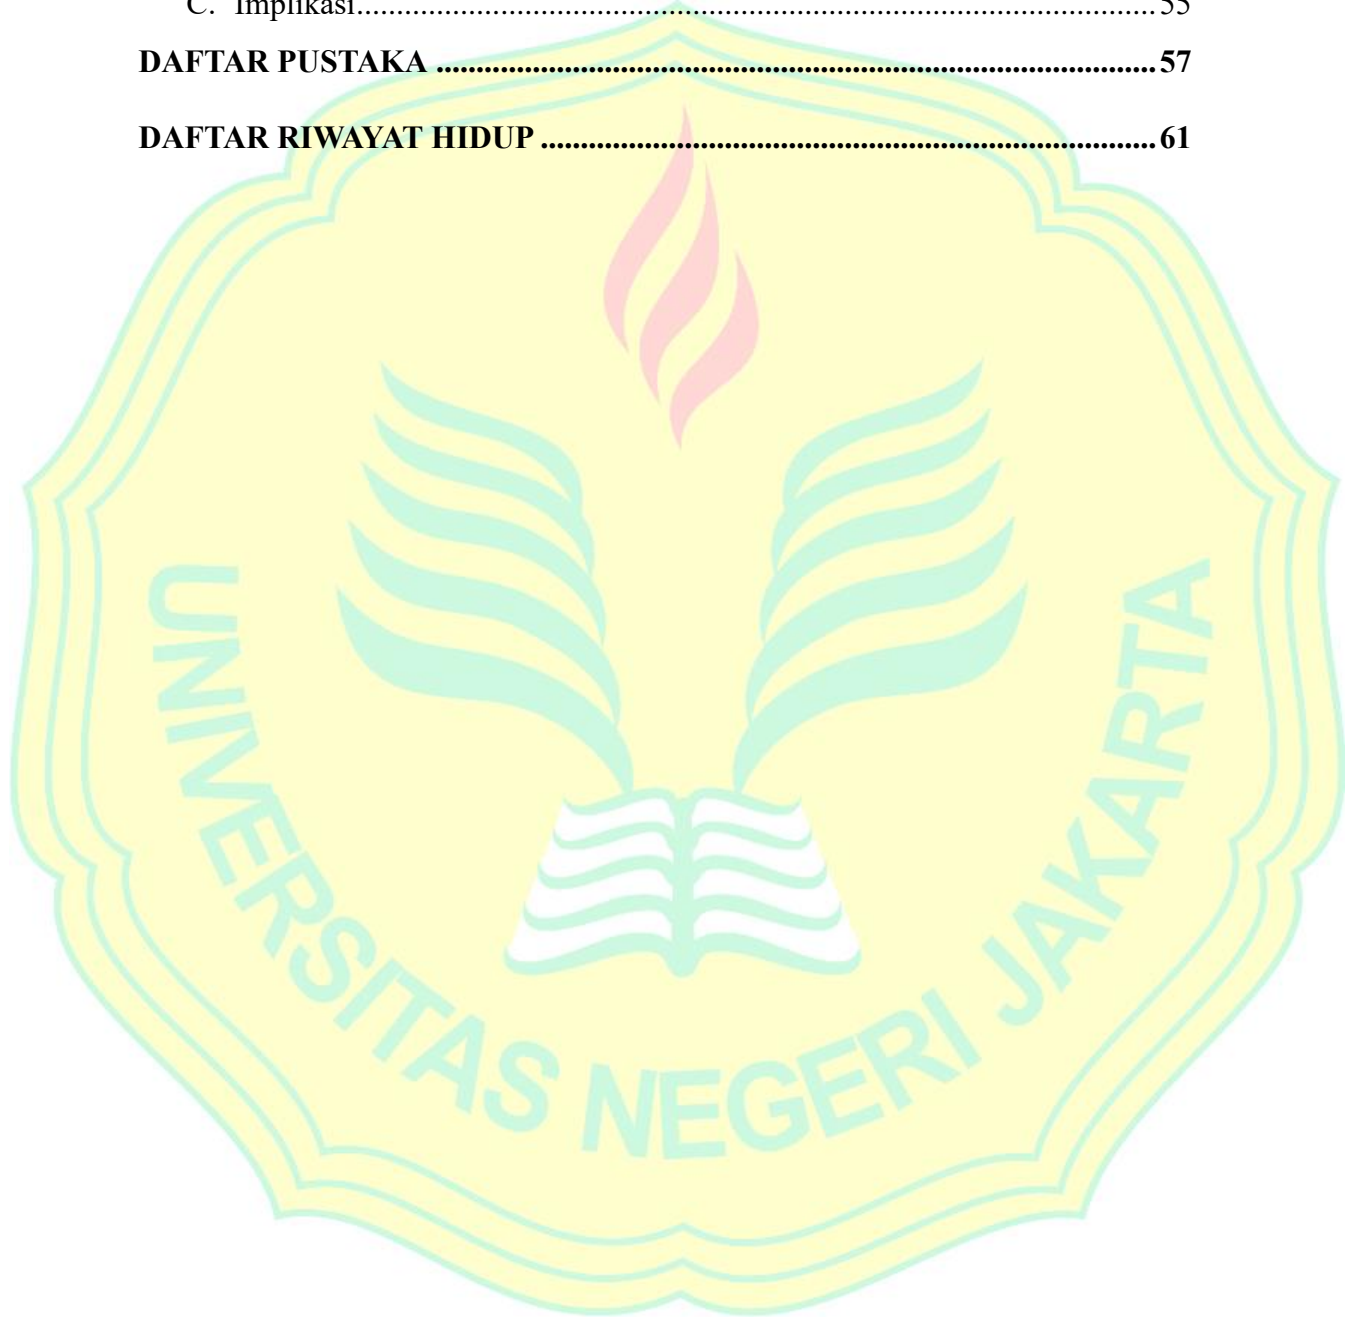 C. Implikasi....................................................................................................55
DAFTAR PUSTAKA ..........................................................................................57
DAFTAR RIWAYAT HIDUP .............................................................................61
UNIVERSITAS NEGERI JAKARTA